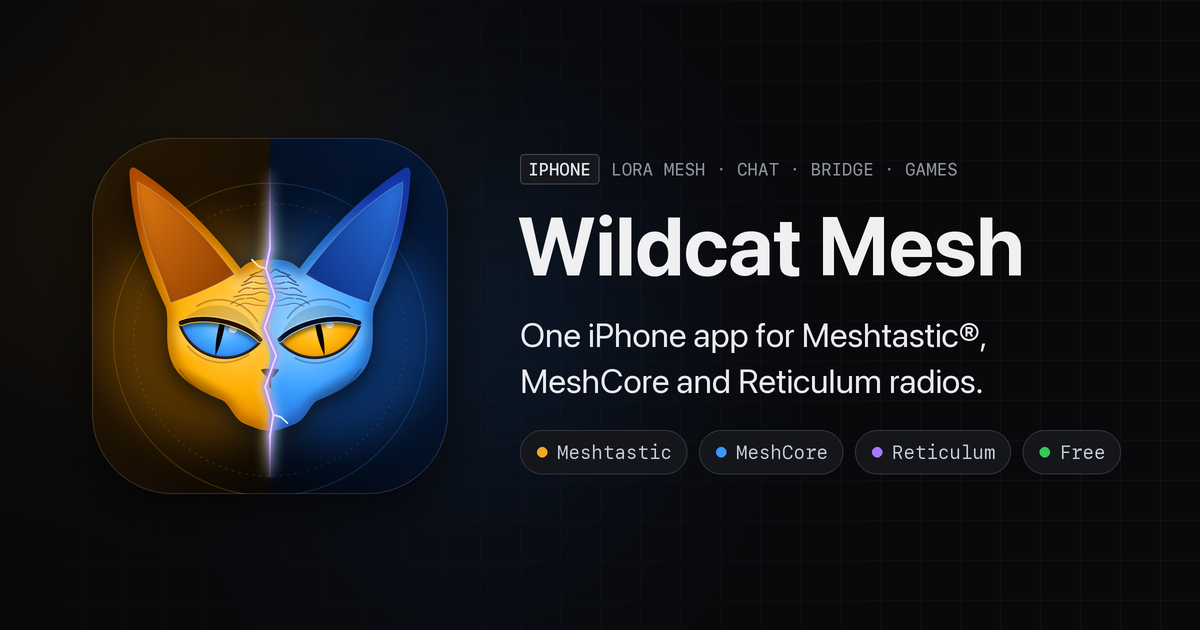 IPHONE LORA MESH · CHAT · BRIDGE · GAMES
Wildcat Mesh
One iPhone app for Meshtastic®,
MeshCore and Reticulum radios.
Meshtastic MeshCore Reticulum Free